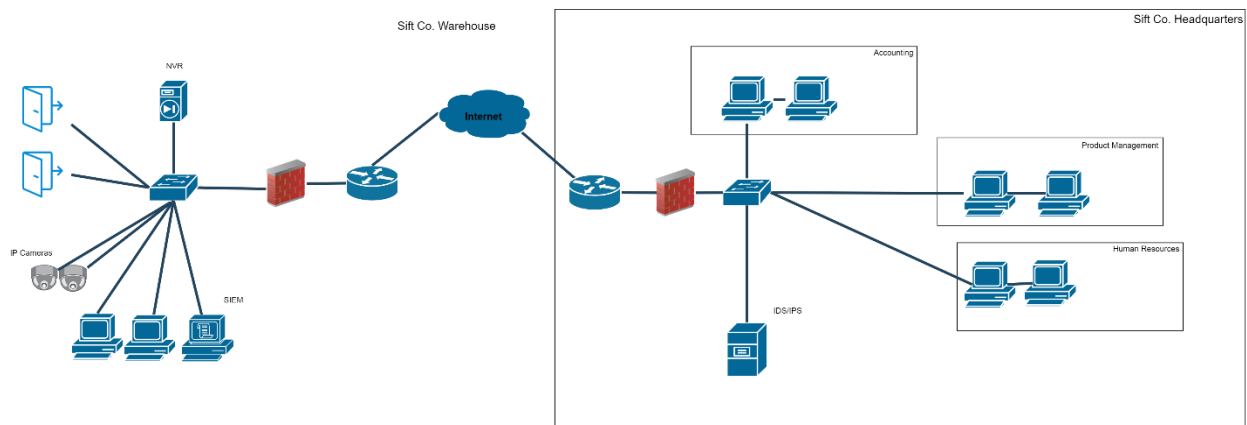 Sift Co. Warehouse
Sift Co. Headquarters
NVR
Accounting
Internet
Product Management
IP Cameras
Human Resources
SIEM
IDS/IPS